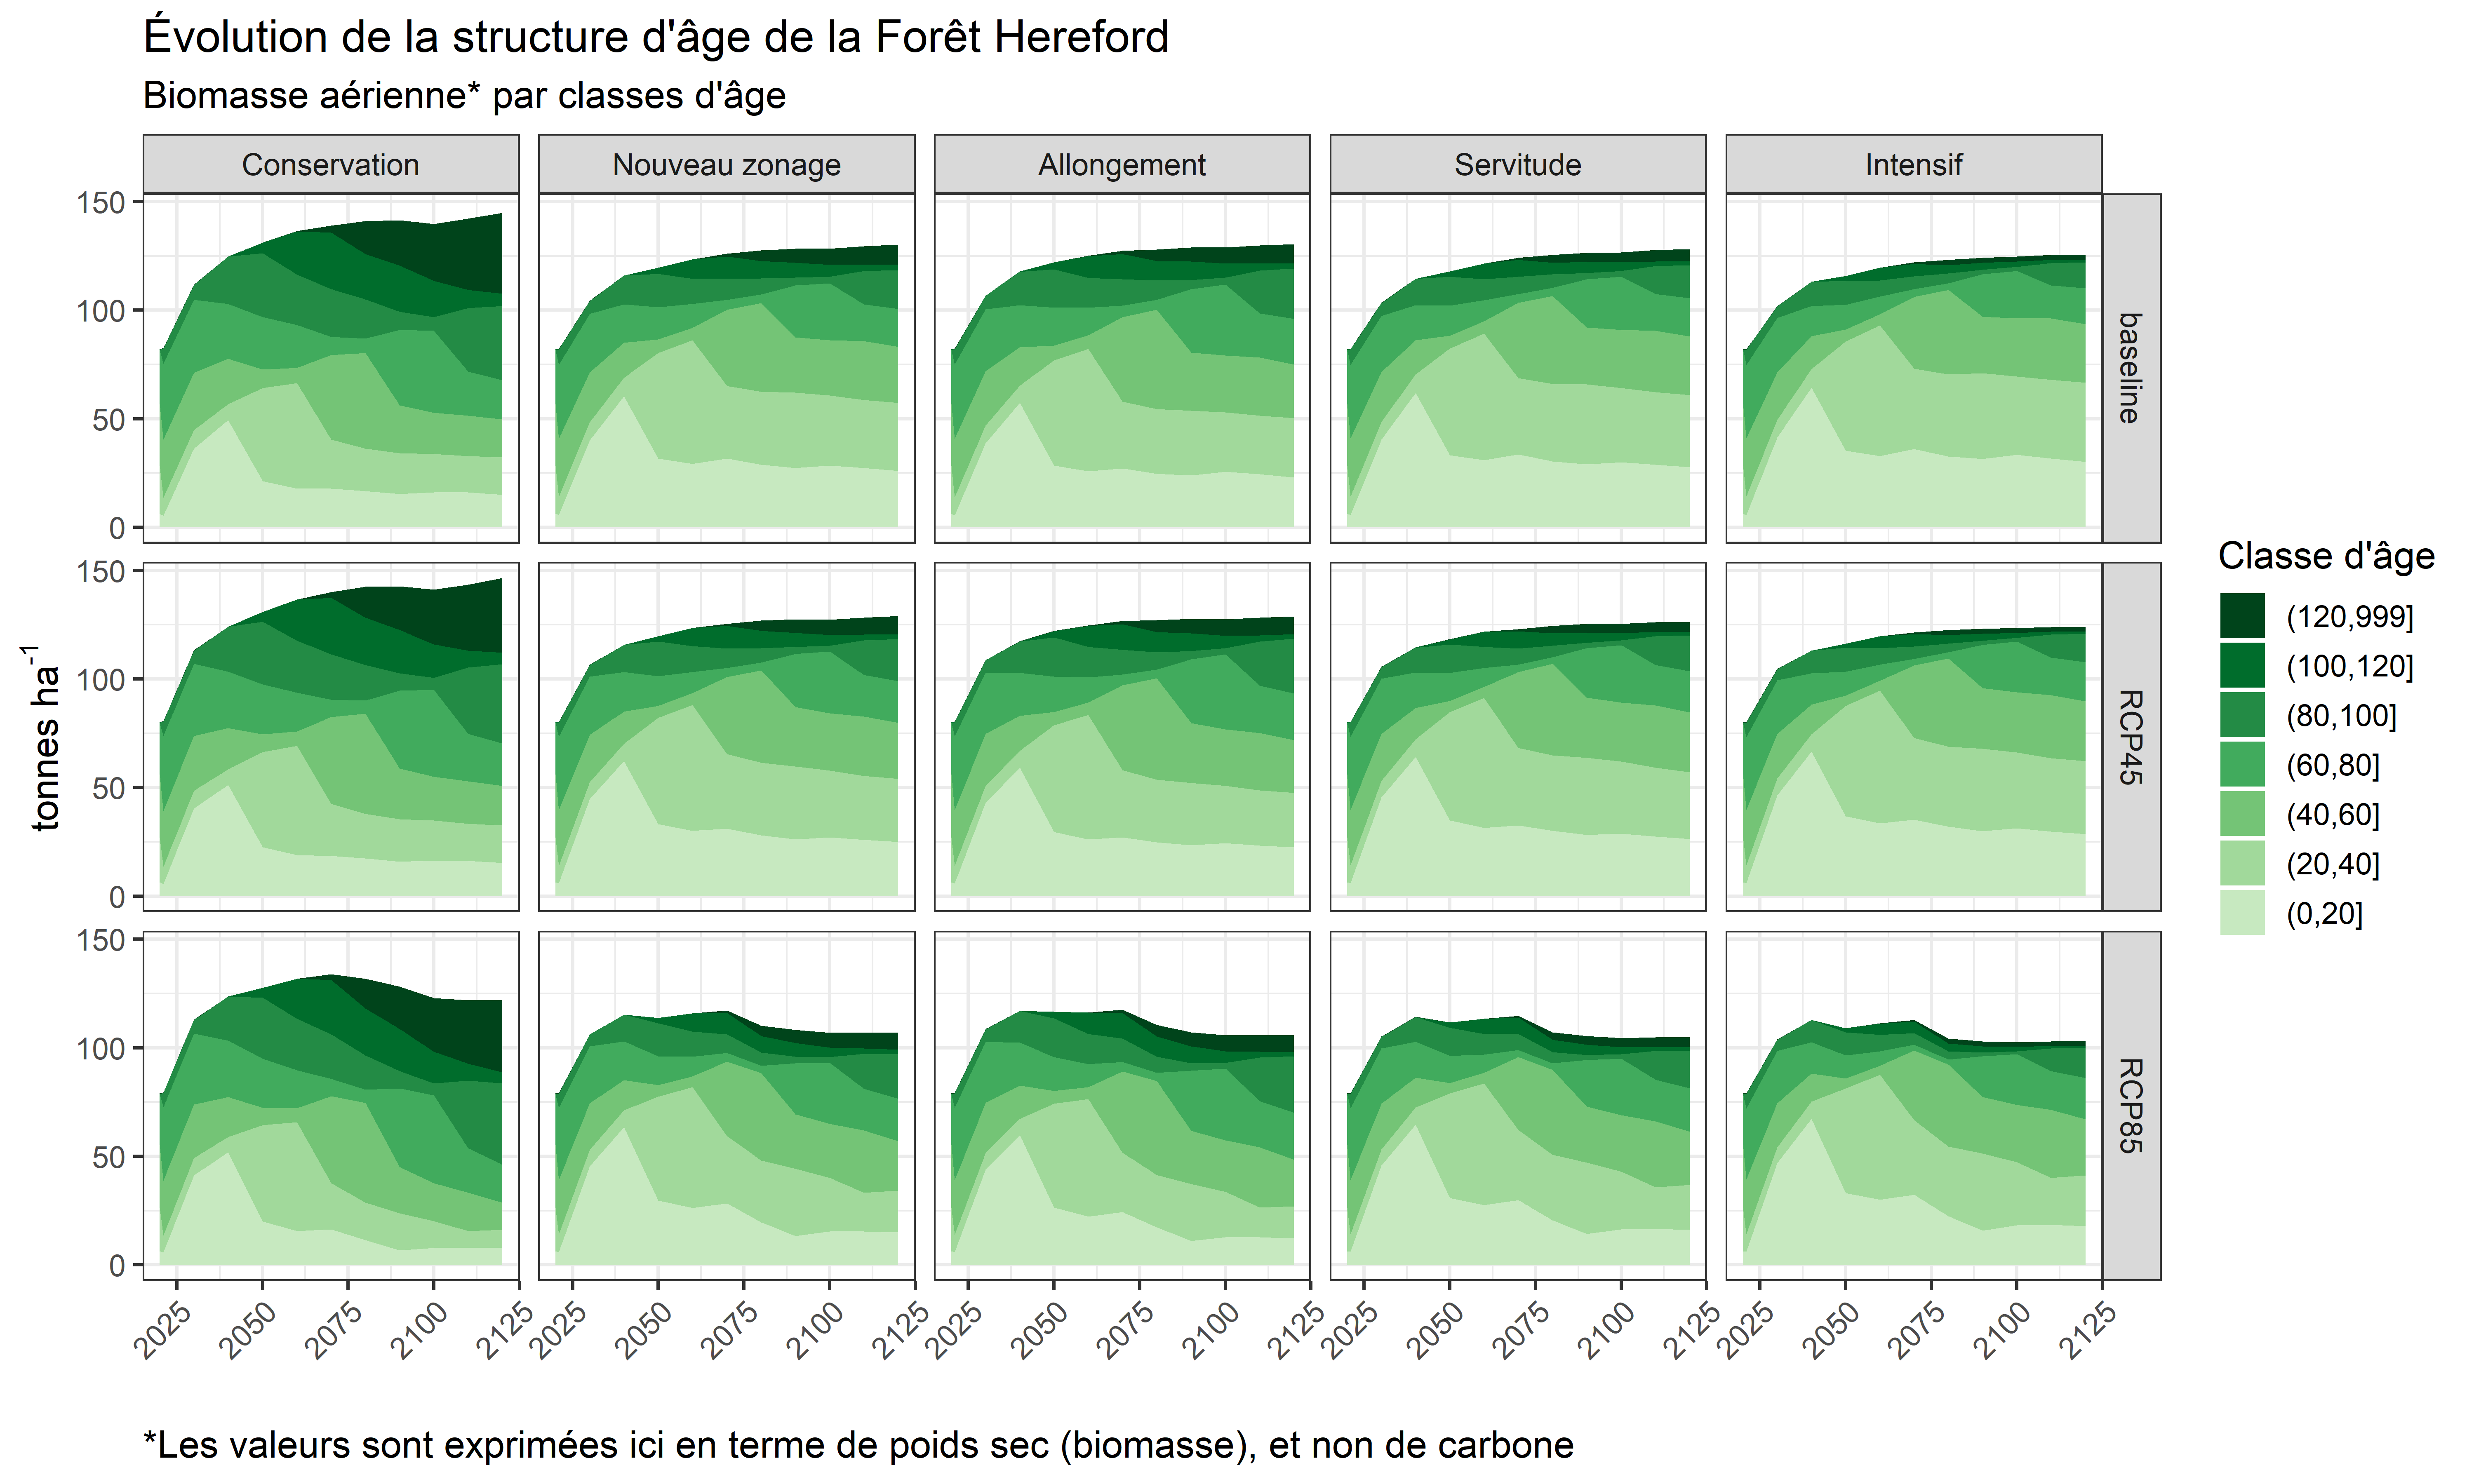 Évolution de la structure d'âge de la Forêt Hereford
Biomasse aérienne* par classes d'âge
Conservation
Nouveau zonage
Allongement
Servitude
Intensif
150
100
50
0
baseline
150
100
50
0
RCP45
150
100
50
0
RCP85
tonnes ha-1
2025 2050 2075 2100 2125
2025 2050 2075 2100 2125
2025 2050 2075 2100 2125
2025 2050 2075 2100 2125
2025 2050 2075 2100 2125
Classe d'âge
(120,999]
(100,120]
(80,100]
(60,80]
(40,60]
(20,40]
(0,20]
*Les valeurs sont exprimées ici en terme de poids sec (biomasse), et non de carbone